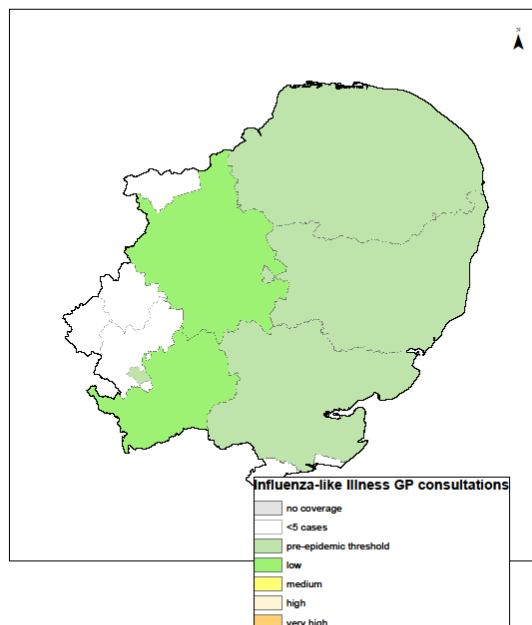 N
Influenza-like Illness GP consultations
no coverage
<5 cases
pre-epidemic threshold
low
medium
high
very high